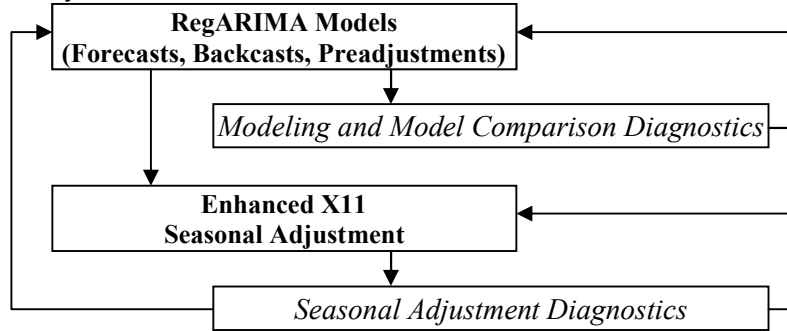 RegARIMA Models
(Forecasts, Backcasts, Preadjustments)
Modeling and Model Comparison Diagnostics
Enhanced X11
Seasonal Adjustment
Seasonal Adjustment Diagnostics